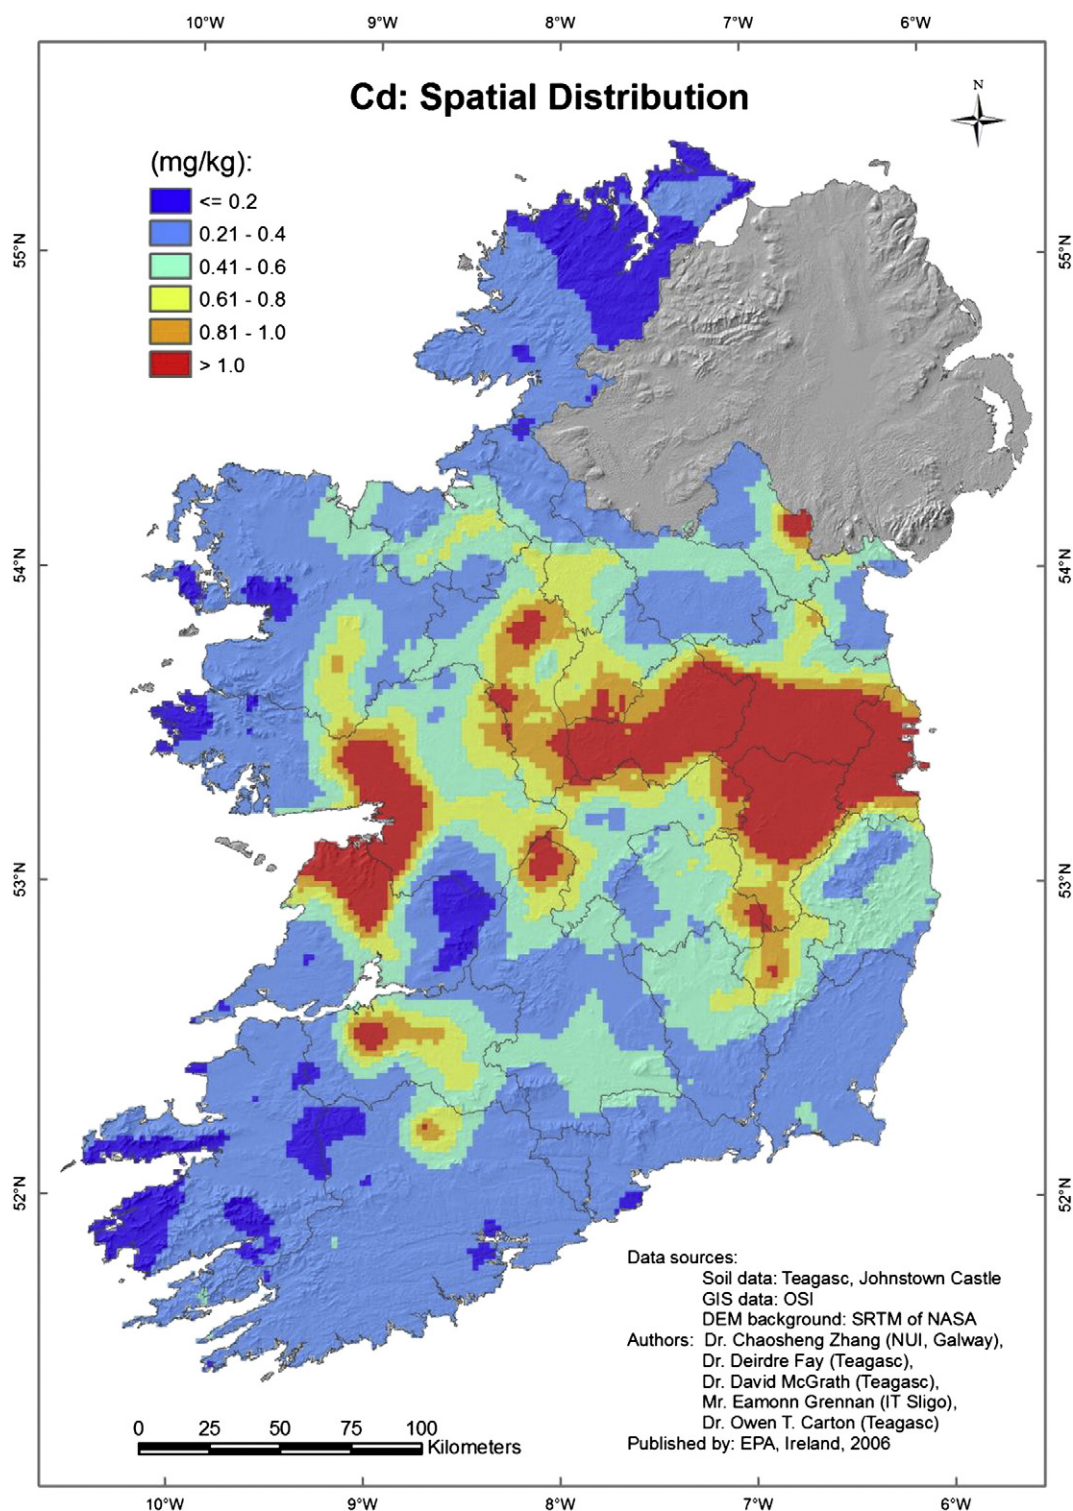 10°W 9°W 8°W 7°W 6°W
Cd: Spatial Distribution
N
(mg/kg):
<= 0.2
0.21 - 0.4
0.41 - 0.6
0.61 - 0.8
0.81 - 1.0
> 1.0
55°N 55°N
54°N 54°N
53°N 53°N
52°N 52°N
Data sources:
Soil data: Teagasc, Johnstown Castle
GIS data: OSI
DEM background: SRTM of NASA
Authors: Dr. Chaosheng Zhang (NUI, Galway),
Dr. Deirdre Fay (Teagasc),
Dr. David McGrath (Teagasc),
Mr. Eamonn Grennan (IT Sligo),
Dr. Owen T. Carton (Teagasc)
Published by: EPA, Ireland, 2006
0 25 50 75 100
Kilometers
10°W 9°W 8°W 7°W 6°W